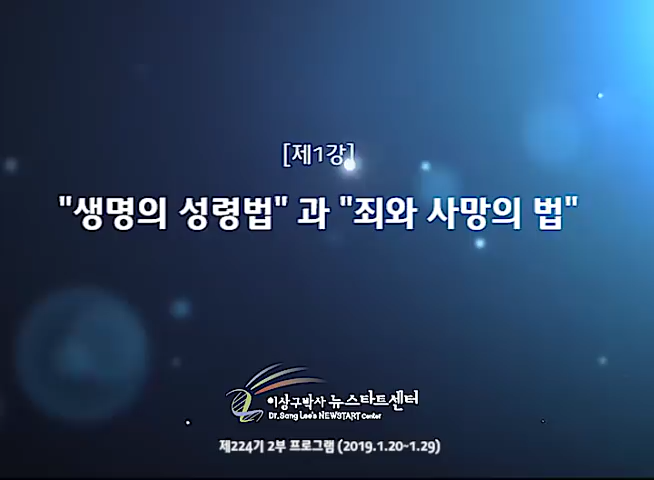 [제1강]
"생명의 성령법" 과 "죄와 사망의 법"
이상구박사 뉴스타트센터
Dr. Sang Lee's NEWSTART Center
제224기 2부 프로그램 (2019.1.20~1.29)